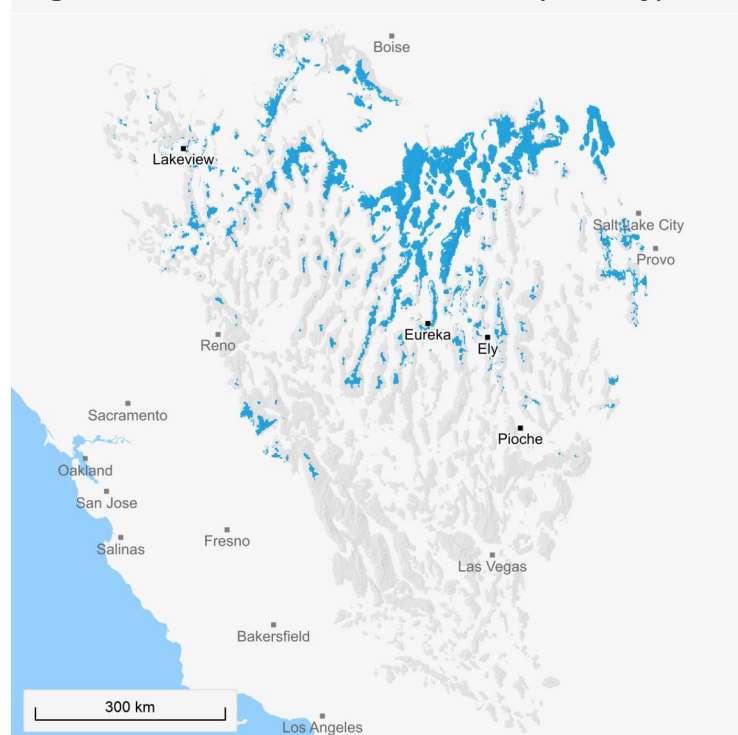 Boise
Lakeview
Salt Lake City
Provo
Eureka
Reno
Ely
Sacramento
Pioche
Oakland
San Jose
Fresno
Salinas
Las Vegas
Bakersfield
300 km
Los Angeles